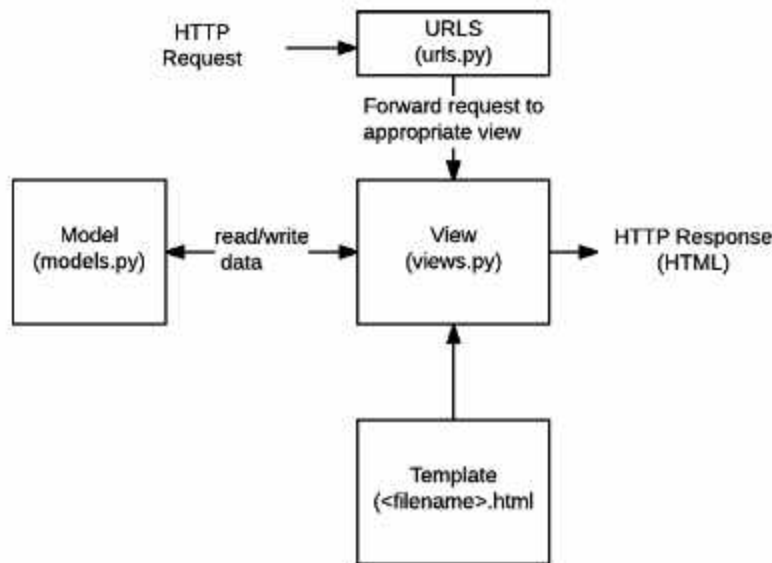 HTTP
Request
URLS
(urls.py)
Forward request to
appropriate view
Model
(models.py)
read/write
data
View
(views.py)
HTTP Response
(HTML)
Template
(<filename>.html